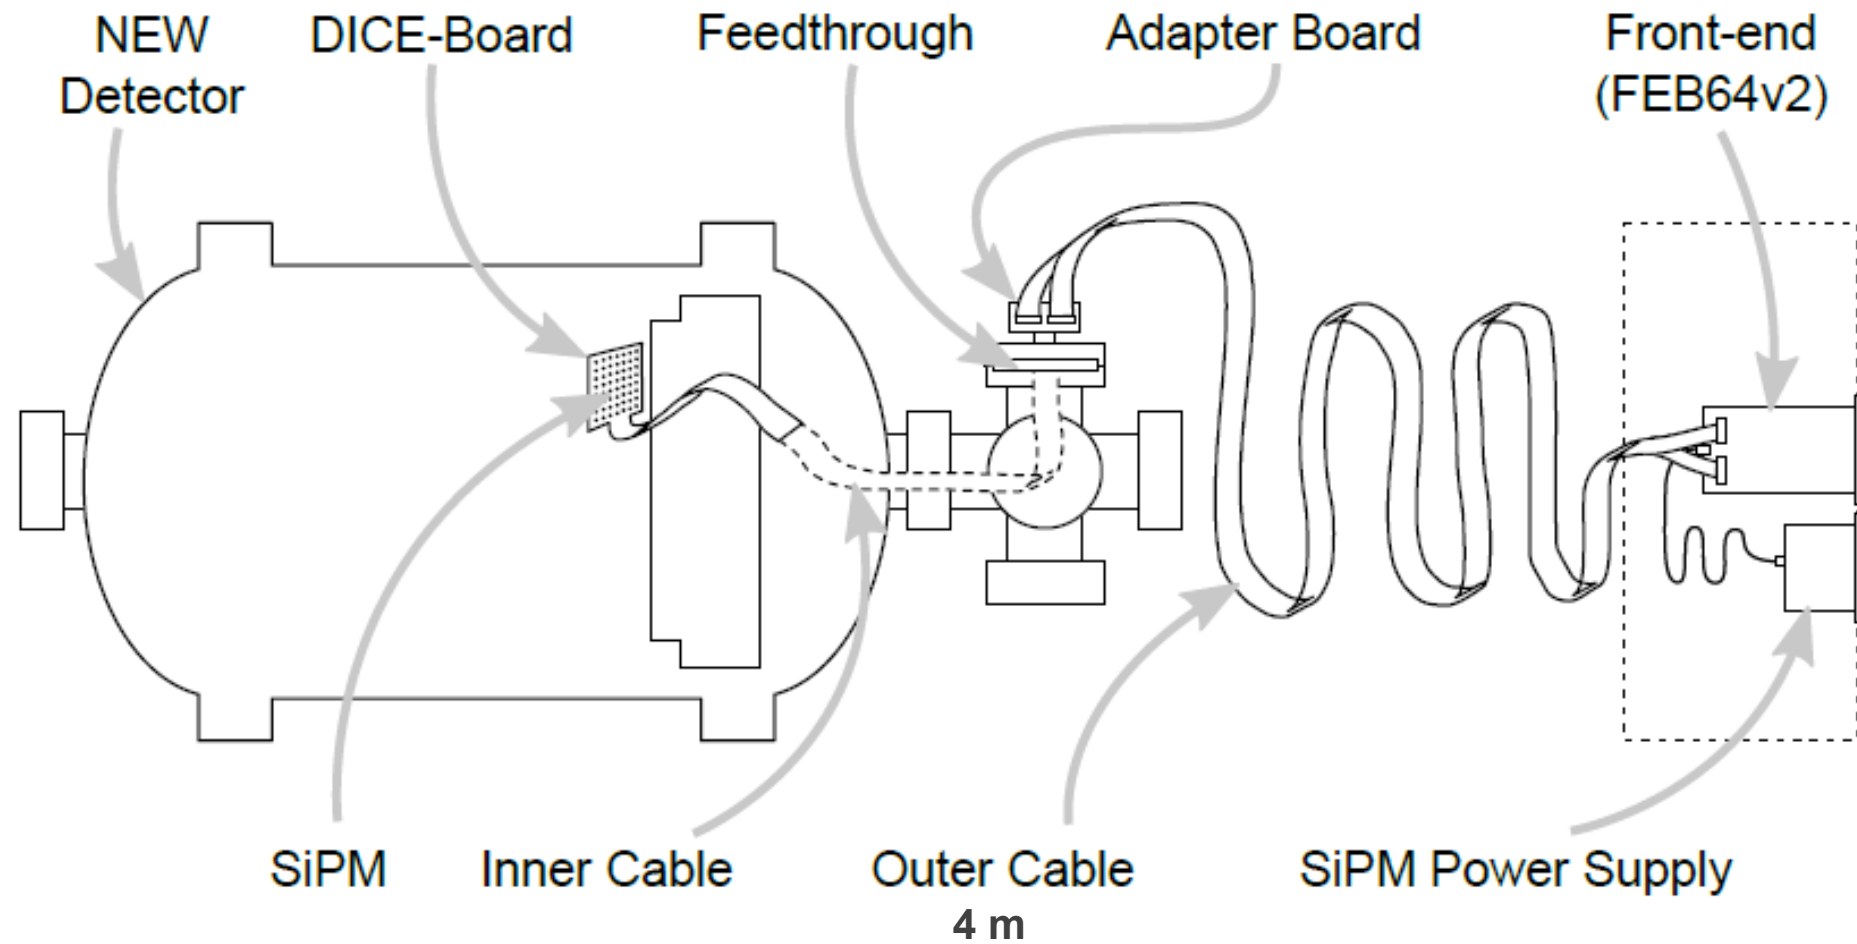 NEW
Detector
DICE-Board
Feedthrough
Adapter Board
Front-end
(FEB64v2)
SiPM
Inner Cable
Outer Cable
4 m
SiPM Power Supply